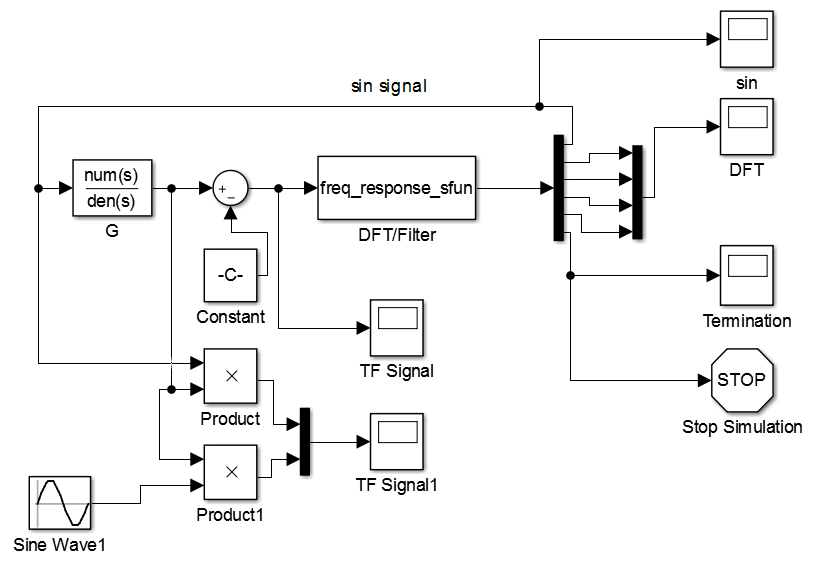 sin
sin signal
DFT
num(s)
den(s)
G
+
−
freq_response_sfun
DFT/Filter
-C-
Constant
Termination
TF Signal
×
Product
STOP
Stop Simulation
×
Product1
TF Signal1
Sine Wave1